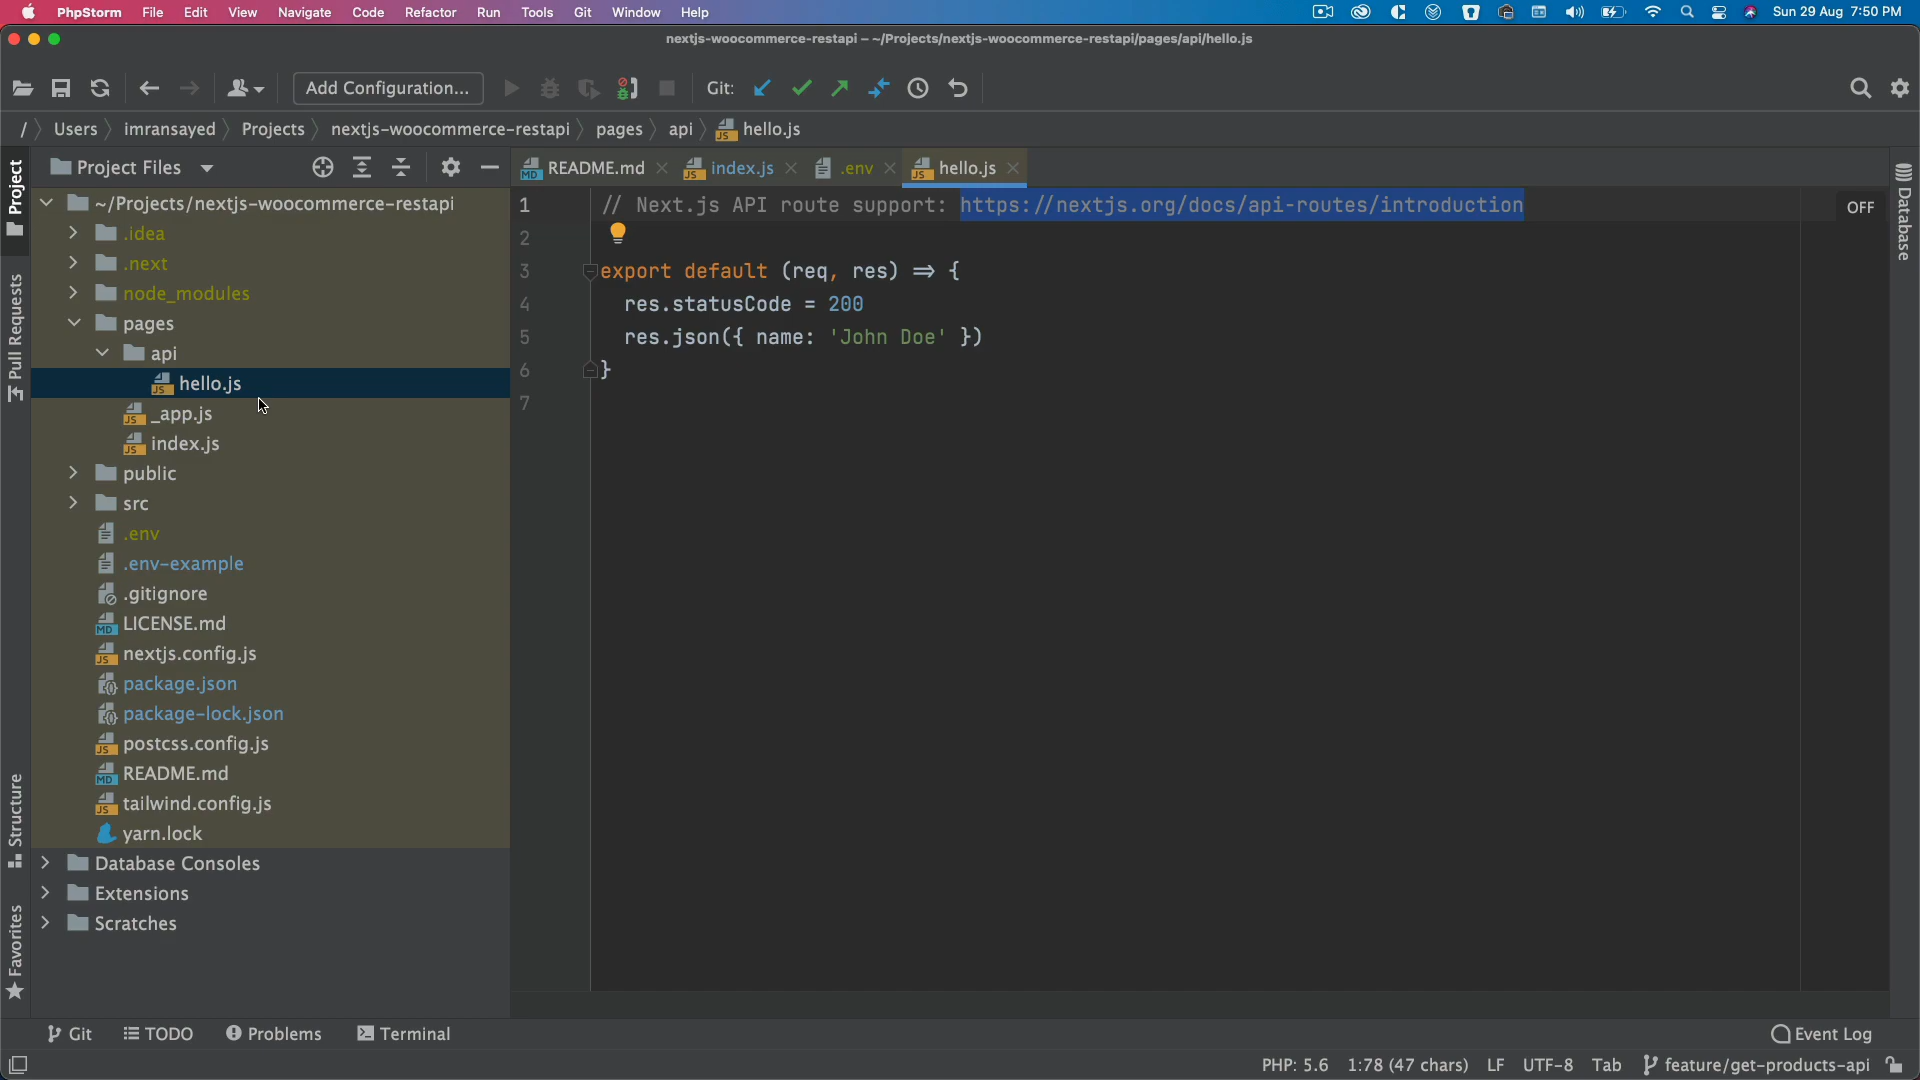 PhpStorm File Edit View Navigate Code Refactor Run Tools Git Window Help Sun 29 Aug 7:50 PM
nextjs-woocommerce-restapi – ~/Projects/nextjs-woocommerce-restapi/pages/api/hello.js
Add Configuration... Git:
/ Users imransayed Projects nextjs-woocommerce-restapi pages api hello.js
Project Files
README.md index.js .env hello.js
Project
Pull Requests
Structure
Favorites
~/Projects/nextjs-woocommerce-restapi
.idea
.next
node_modules
pages
api
hello.js
_app.js
index.js
public
src
.env
.env-example
.gitignore
LICENSE.md
nextjs.config.js
package.json
package-lock.json
postcss.config.js
README.md
tailwind.config.js
yarn.lock
Database Consoles
Extensions
Scratches
1 // Next.js API route support: https://nextjs.org/docs/api-routes/introduction
2
3 export default (req, res) => {
4 res.statusCode = 200
5 res.json({ name: 'John Doe' })
6 }
7
OFF
Database
Git TODO Problems Terminal Event Log
PHP: 5.6 1:78 (47 chars) LF UTF-8 Tab feature/get-products-api